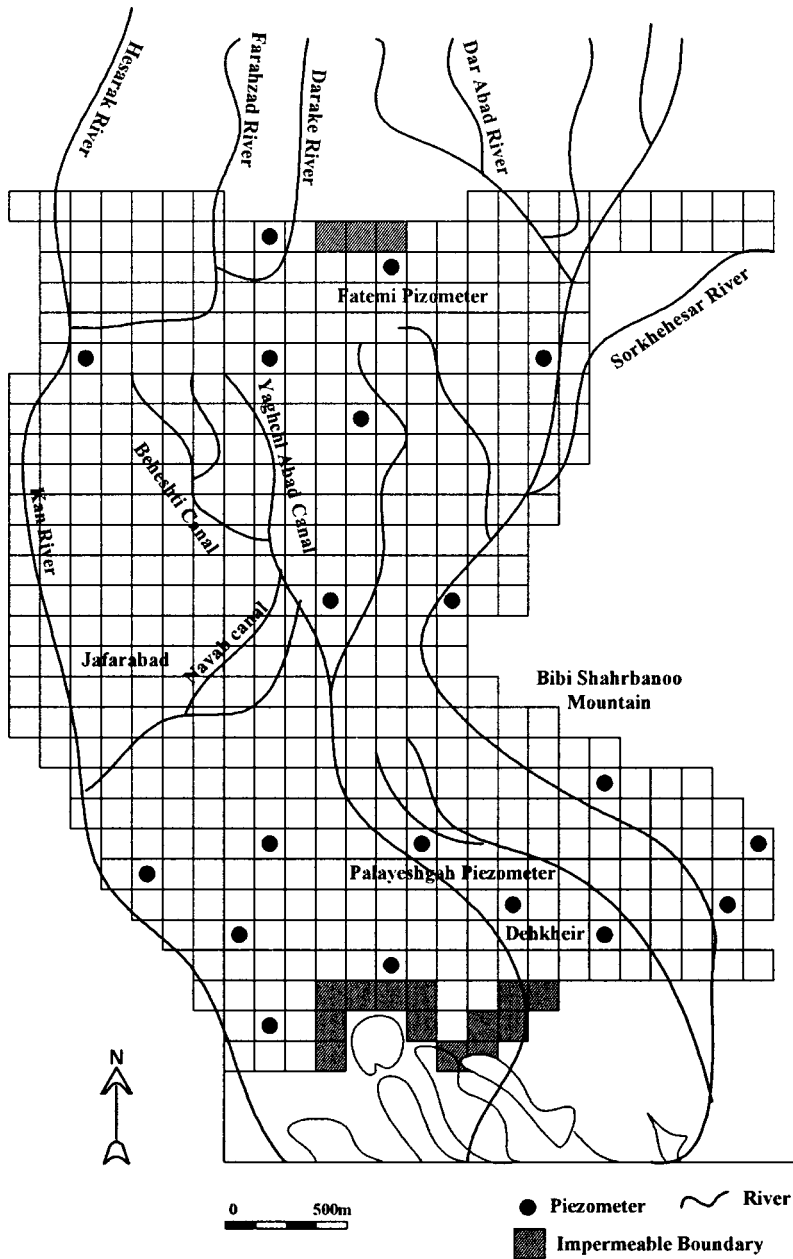 Hesarak River
Farahzad River
Darake River
Dar Abad River
Fatemi Pizometer
Sorkhehesar River
Yaghchi Abad Canal
Beheshti Canal
Kan River
Navab canal
Jafarabad
Bibi Shahrbanoo
Mountain
Palayeshgah Piezometer
Dehkheir
N
0 500m
Piezometer
River
Impermeable Boundary